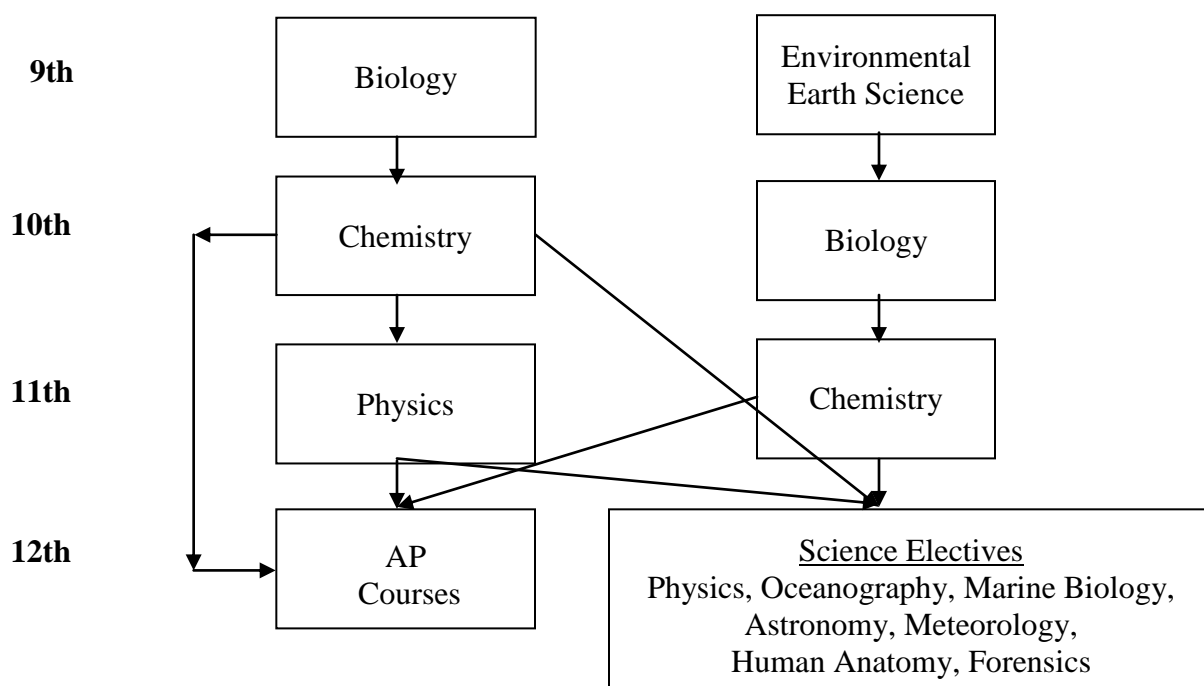 9th
Biology
Environmental
Earth Science
10th
Chemistry
Biology
11th
Physics
Chemistry
12th
AP
Courses
Science Electives
Physics, Oceanography, Marine Biology,
Astronomy, Meteorology,
Human Anatomy, Forensics